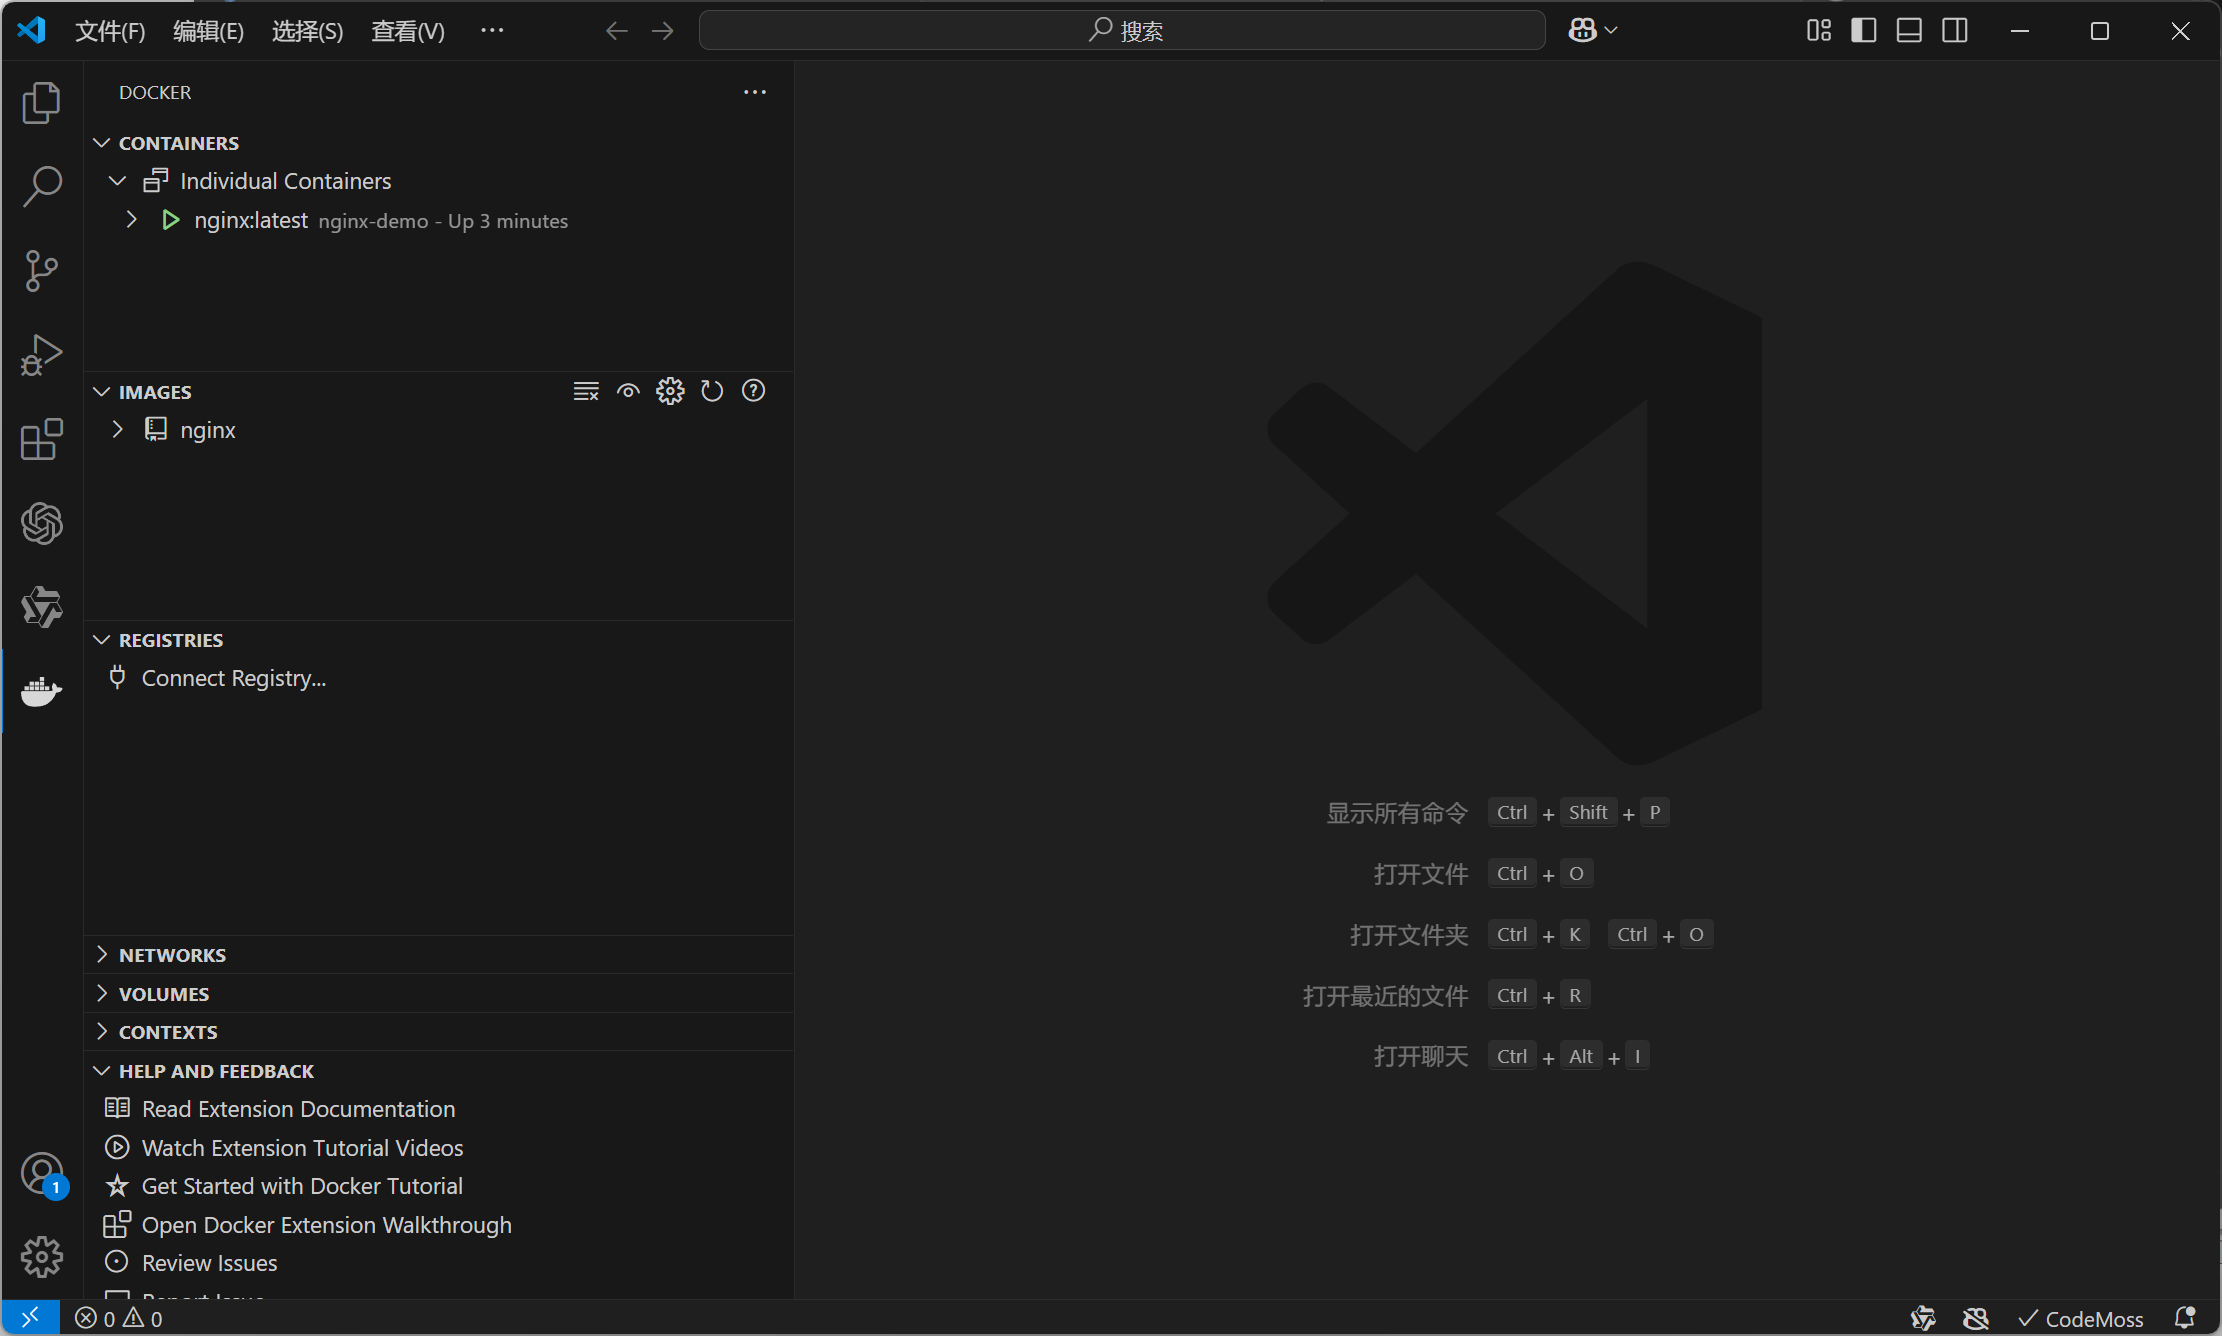 文件(F) 编辑(E) 选择(S) 查看(V) ··· 搜索
DOCKER
CONTAINERS
Individual Containers
nginx:latest nginx-demo - Up 3 minutes
IMAGES
nginx
REGISTRIES
Connect Registry...
NETWORKS
VOLUMES
CONTEXTS
HELP AND FEEDBACK
Read Extension Documentation
Watch Extension Tutorial Videos
Get Started with Docker Tutorial
Open Docker Extension Walkthrough
Review Issues
Report Issue
显示所有命令 Ctrl + Shift + P
打开文件 Ctrl + O
打开文件夹 Ctrl + K Ctrl + O
打开最近的文件 Ctrl + R
打开聊天 Ctrl + Alt + I
1
0 0 CodeMoss